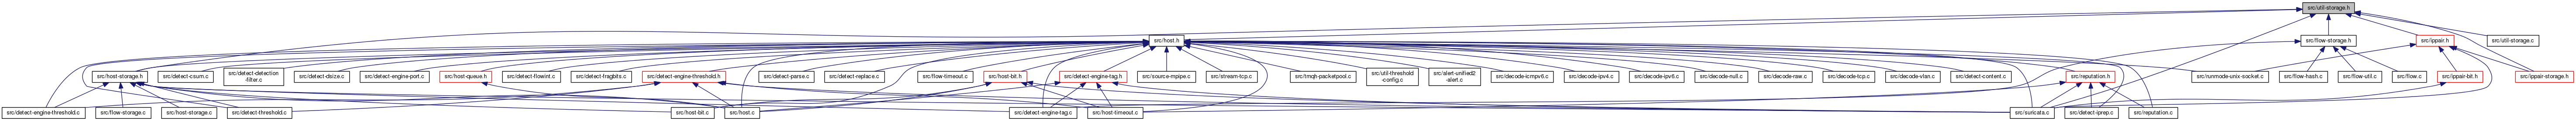 src/util-storage.h
src/host.h
src/flow-storage.h
src/ippair.h
src/util-storage.c
src/host-storage.h
src/detect-csum.c
src/detect-detection
-filter.c
src/detect-dsize.c
src/detect-engine-port.c
src/host-queue.h
src/detect-flowint.c
src/detect-fragbits.c
src/detect-engine-threshold.h
src/detect-parse.c
src/detect-replace.c
src/flow-timeout.c
src/host-bit.h
src/detect-engine-tag.h
src/source-mpipe.c
src/stream-tcp.c
src/tmqh-packetpool.c
src/util-threshold
-config.c
src/alert-unified2
-alert.c
src/decode-icmpv6.c
src/decode-ipv4.c
src/decode-ipv6.c
src/decode-null.c
src/decode-raw.c
src/decode-tcp.c
src/decode-vlan.c
src/detect-content.c
src/reputation.h
src/runmode-unix-socket.c
src/flow-hash.c
src/flow-util.c
src/flow.c
src/ippair-bit.h
src/ippair-storage.h
src/detect-engine-threshold.c
src/flow-storage.c
src/host-storage.c
src/detect-threshold.c
src/host-bit.c
src/host.c
src/detect-engine-tag.c
src/host-timeout.c
src/suricata.c
src/detect-iprep.c
src/reputation.c